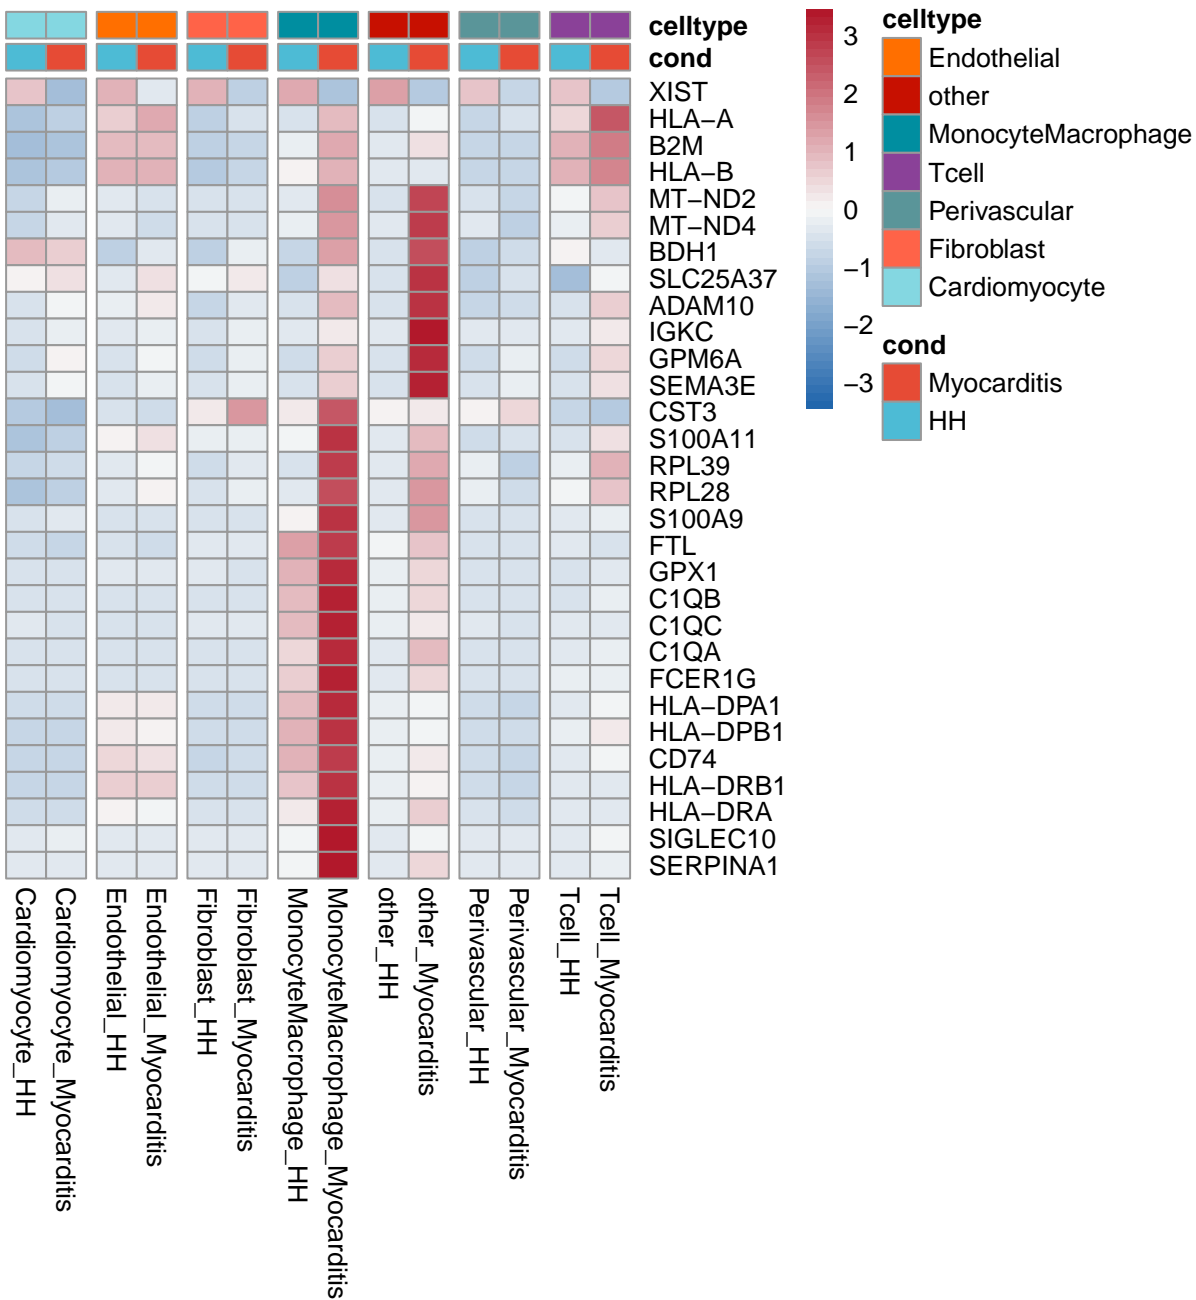 celltype
cond
XIST
HLA−A
B2M
HLA−B
MT−ND2
MT−ND4
BDH1
SLC25A37
ADAM10
IGKC
GPM6A
SEMA3E
CST3
S100A11
RPL39
RPL28
S100A9
FTL
GPX1
C1QB
C1QC
C1QA
FCER1G
HLA−DPA1
HLA−DPB1
CD74
HLA−DRB1
HLA−DRA
SIGLEC10
SERPINA1
Cardiomyocyte_HH
Cardiomyocyte_Myocarditis
Endothelial_HH
Endothelial_Myocarditis
Fibroblast_HH
Fibroblast_Myocarditis
MonocyteMacrophage_HH
MonocyteMacrophage_Myocarditis
other_HH
other_Myocarditis
Perivascular_HH
Perivascular_Myocarditis
Tcell_HH
Tcell_Myocarditis
3
2
1
0
−1
−2
−3
celltype
Endothelial
other
MonocyteMacrophage
Tcell
Perivascular
Fibroblast
Cardiomyocyte
cond
Myocarditis
HH